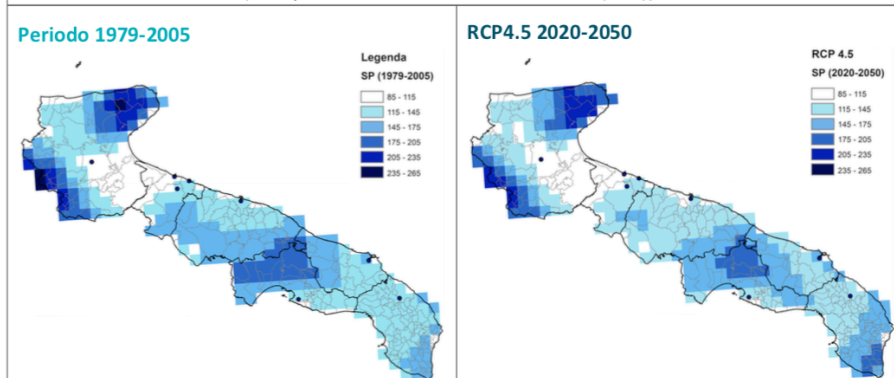 Periodo 1979-2005
Legenda
SP (1979-2005)
85 - 115
115 - 145
145 - 175
175 - 205
205 - 235
235 - 265
RCP4.5 2020-2050
RCP 4.5
SP (2020-2050)
85 - 115
115 - 145
145 - 175
175 - 205
205 - 235
235 - 265